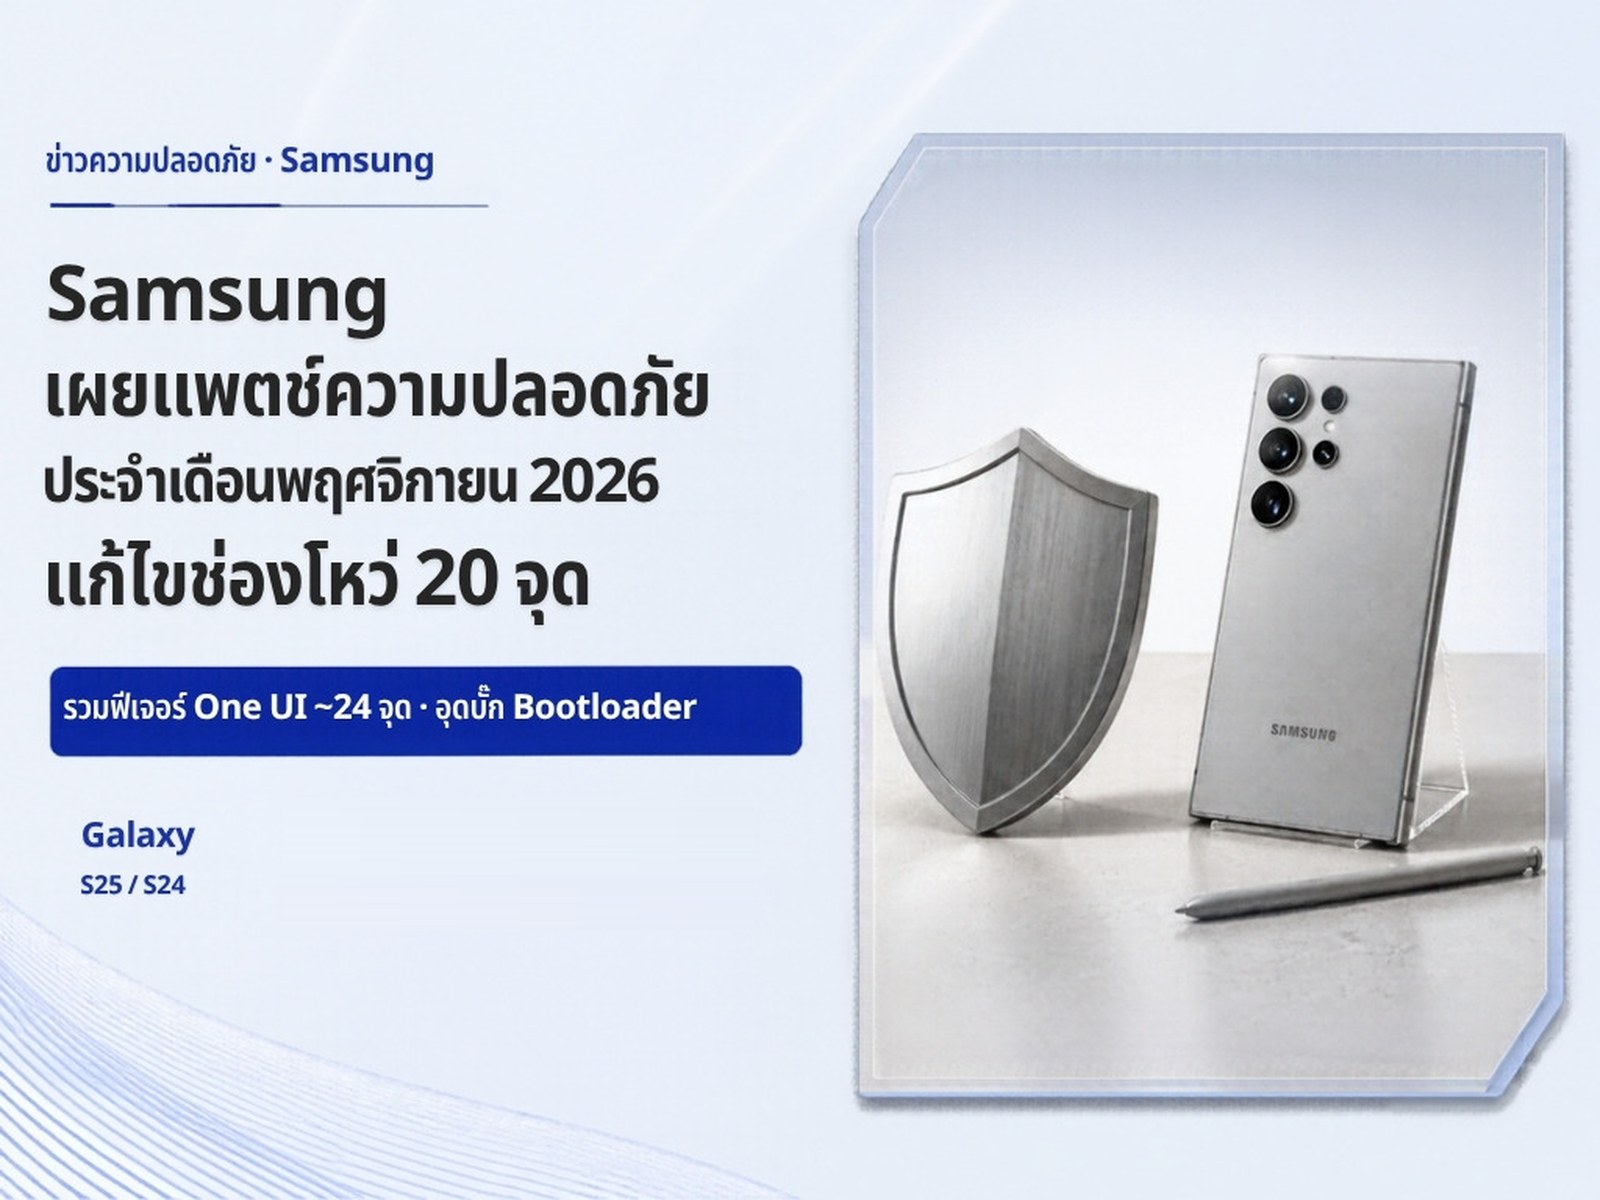 ข่าวความปลอดภัย · Samsung
Samsung
เผยแพตช์ความปลอดภัย
ประจำเดือนพฤศจิกายน 2026
แก้ไขช่องโหว่ 20 จุด
รวมฟีเจอร์ One UI ~24 จุด · อุดบั๊ก Bootloader
Galaxy
S25 / S24
SAMSUNG